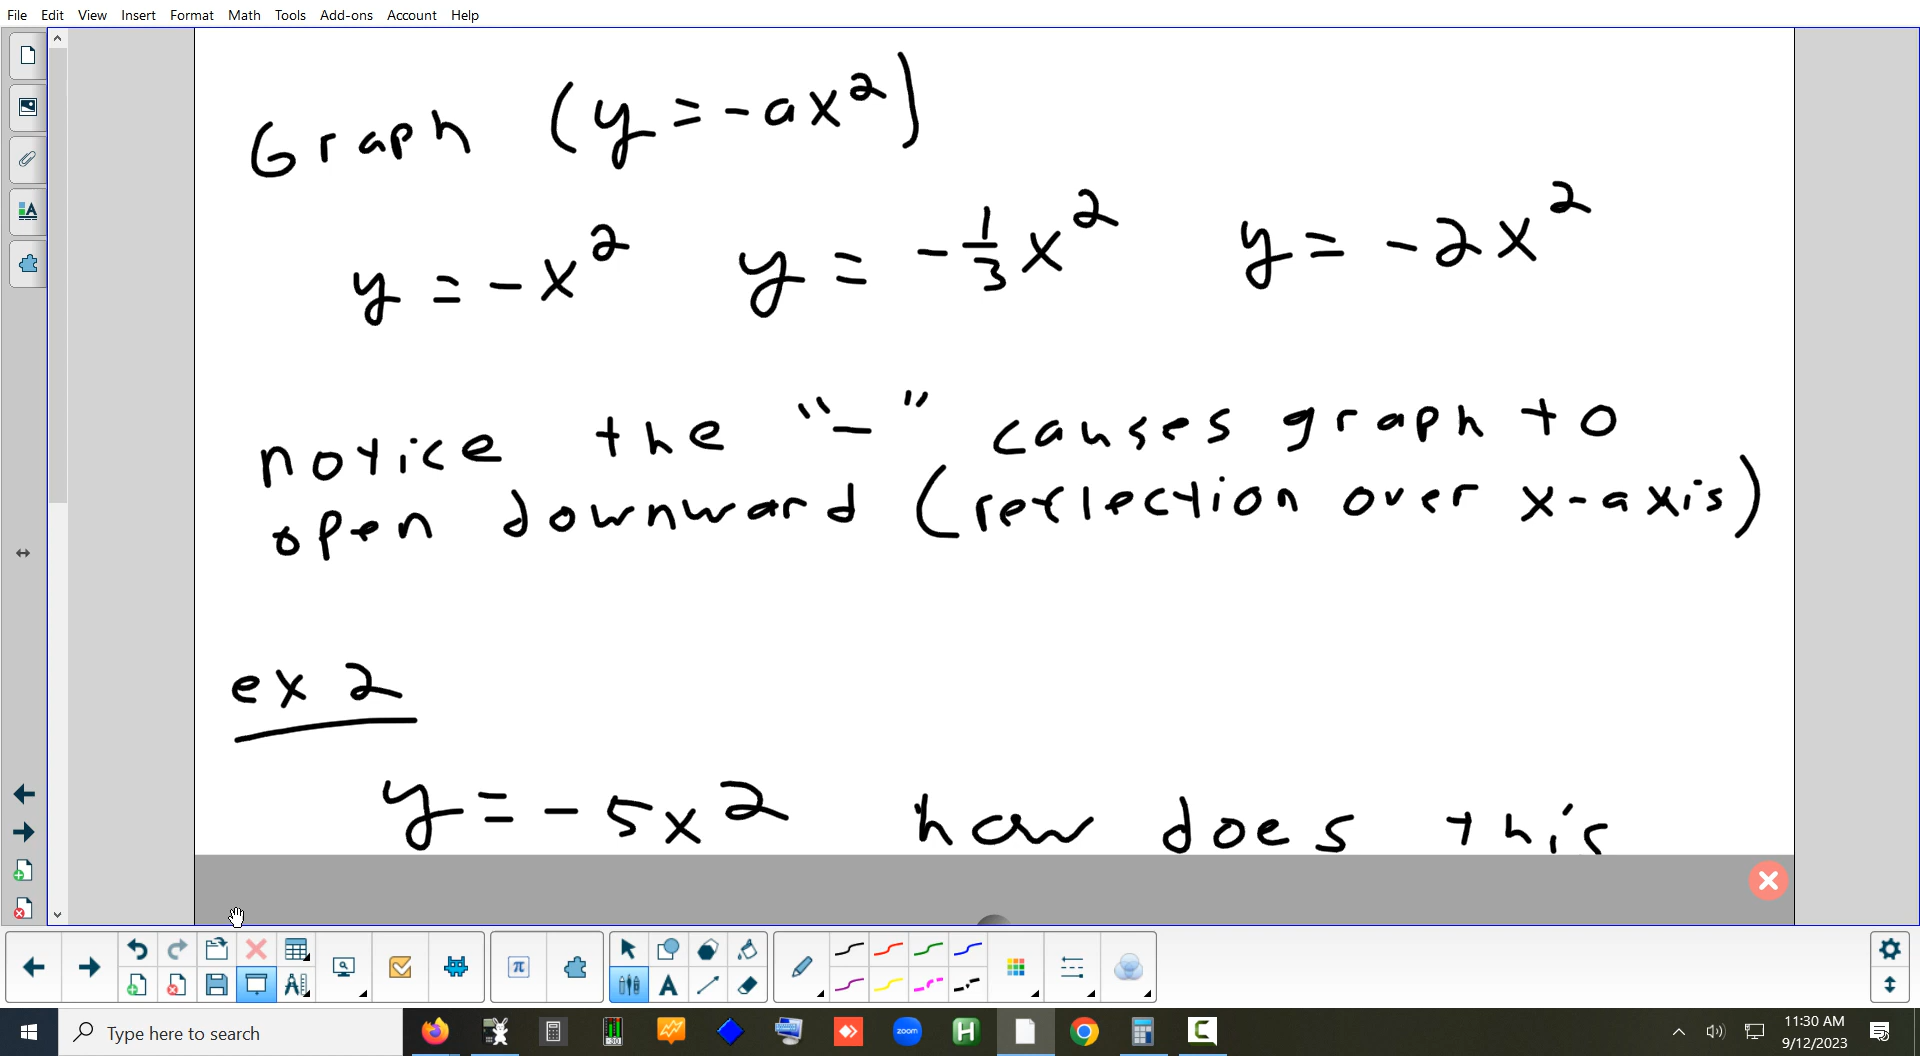 File Edit View Insert Format Math Tools Add-ons Account Help
Graph (y = -ax²)
y = -x² y = -1/3 x² y = -2x²
notice the "-" causes graph to
open downward (reflection over x-axis)
ex 2
y = -5x² how does this
π
A
zoom
H
C
Type here to search
11:30 AM
9/12/2023